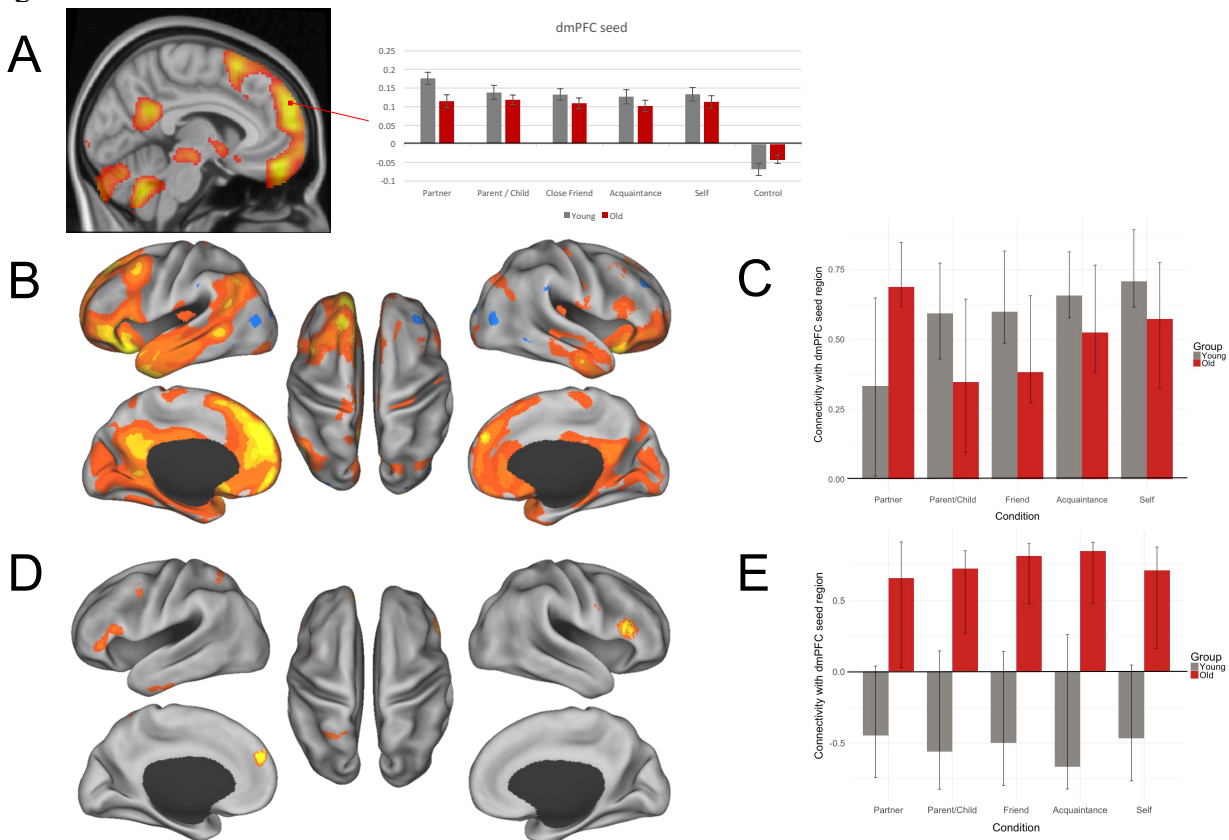 A
dmPFC seed
0.25
0.2
0.15
0.1
0.05
0
-0.05
-0.1
Partner Parent / Child Close Friend Acquaintance Self Control
Young Old
B
C
Connectivity with dmPFC seed region
0.75
0.50
0.25
0.00
Partner Parent/Child Friend Acquaintance Self
Condition
Group
Young
Old
D
E
Connectivity with dmPFC seed region
0.5
0.0
-0.5
Partner Parent/Child Friend Acquaintance Self
Condition
Group
Young
Old